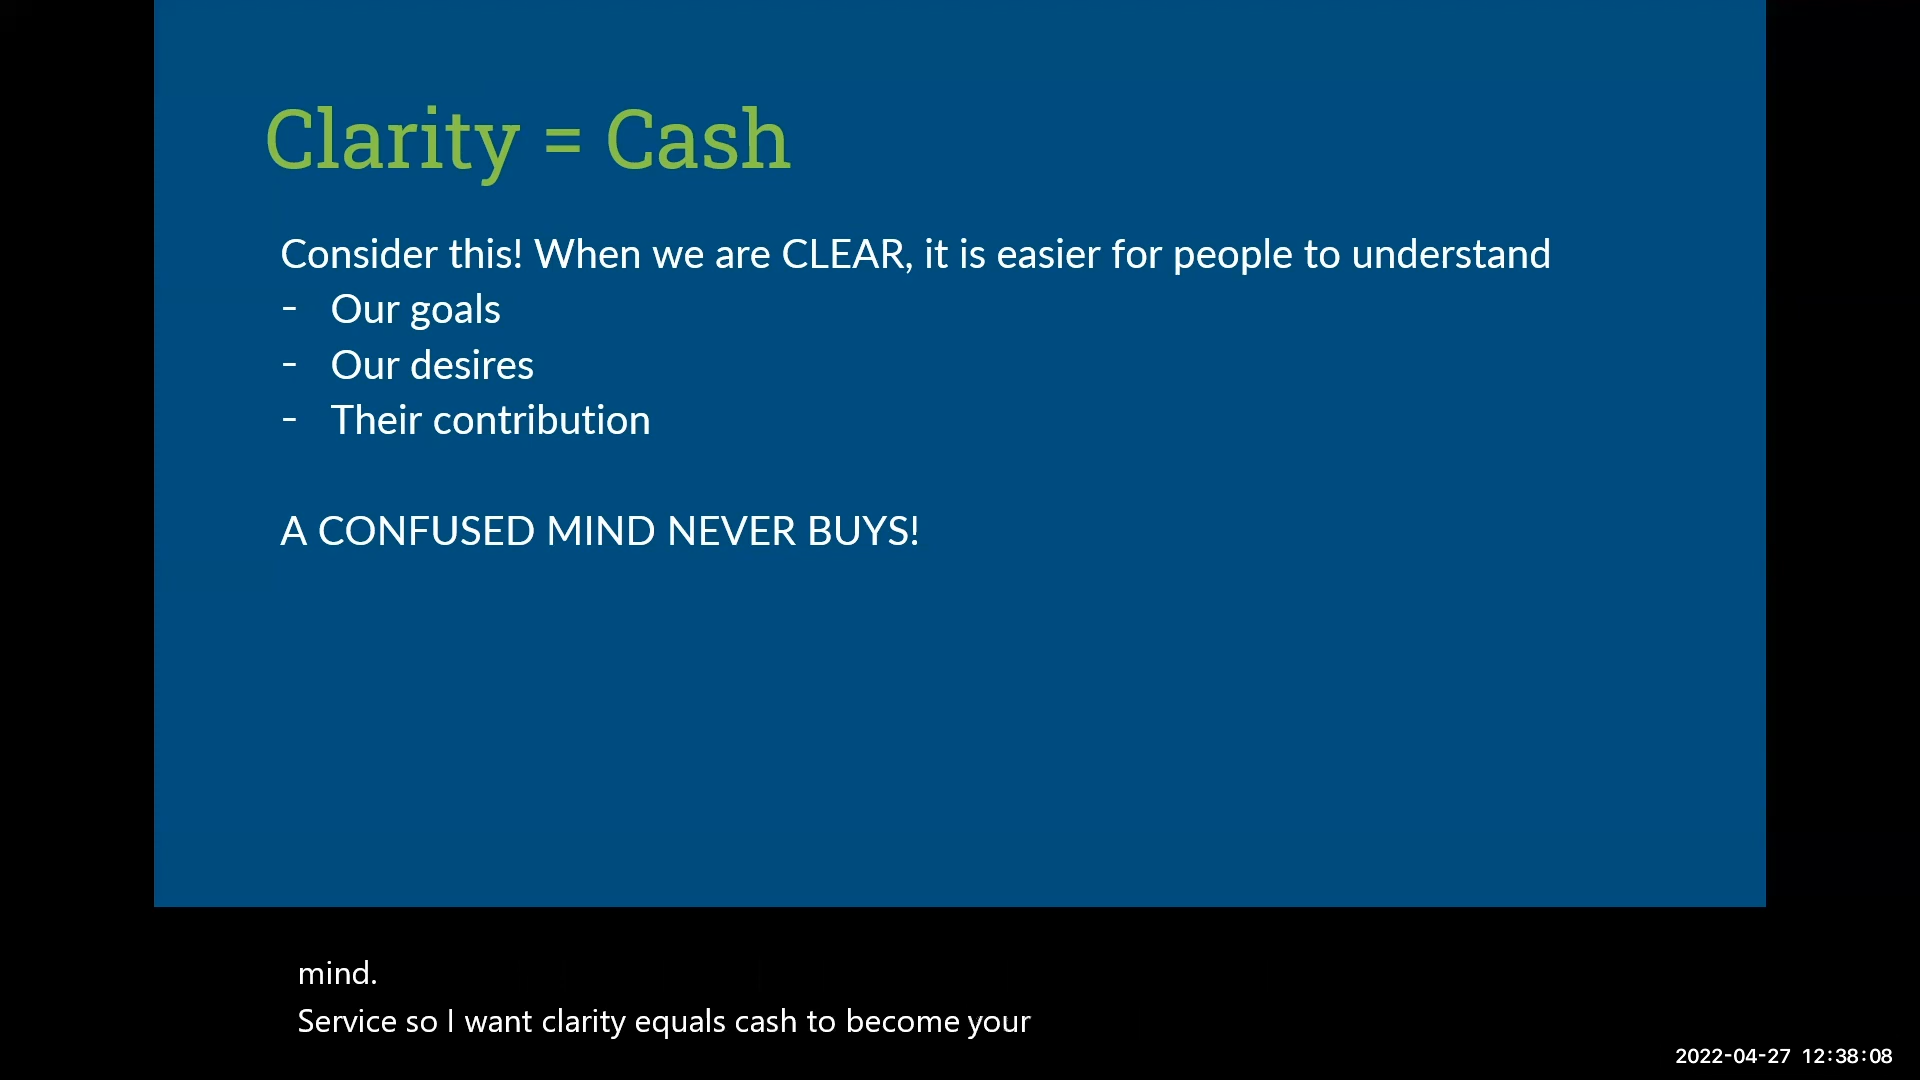 Clarity = Cash
Consider this! When we are CLEAR, it is easier for people to understand
- Our goals
- Our desires
- Their contribution
A CONFUSED MIND NEVER BUYS!
mind.
Service so I want clarity equals cash to become your
2022-04-27 12:38:08